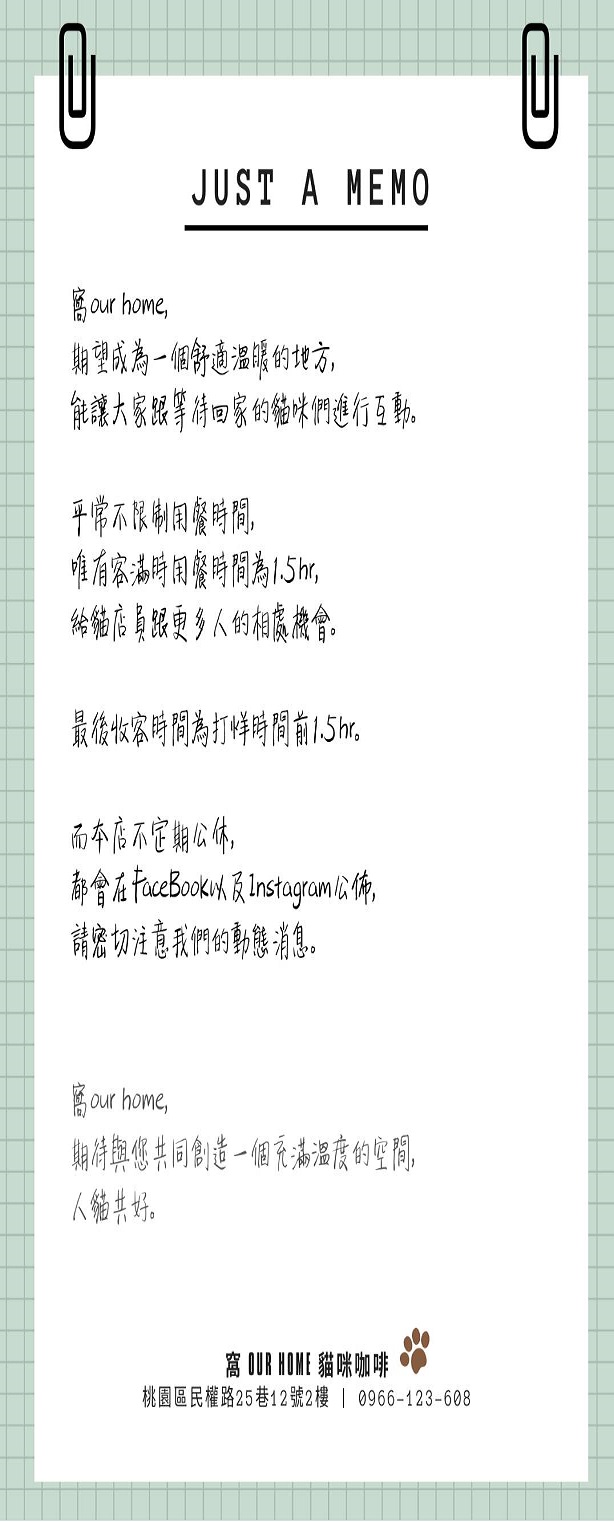 JUST A MEMO
窩our home,
期望成為一個舒適溫暖的地方,
能讓大家跟等待回家的貓咪們進行互動。
平常不限制用餐時間,
唯有容滿時用餐時間為1.5hr,
給貓店員跟更多人的相處機會。
最後收容時間為打烊時間前1.5hr。
而本店不定期公休,
都會在FaceBook以及Instagram公佈,
請密切注意我們的動態消息。
窩our home,
期待與您共同創造一個充滿溫度的空間,
人貓共好。
窩 OUR HOME 貓咪咖啡
桃園區民權路25巷12號2樓 | 0966-123-608